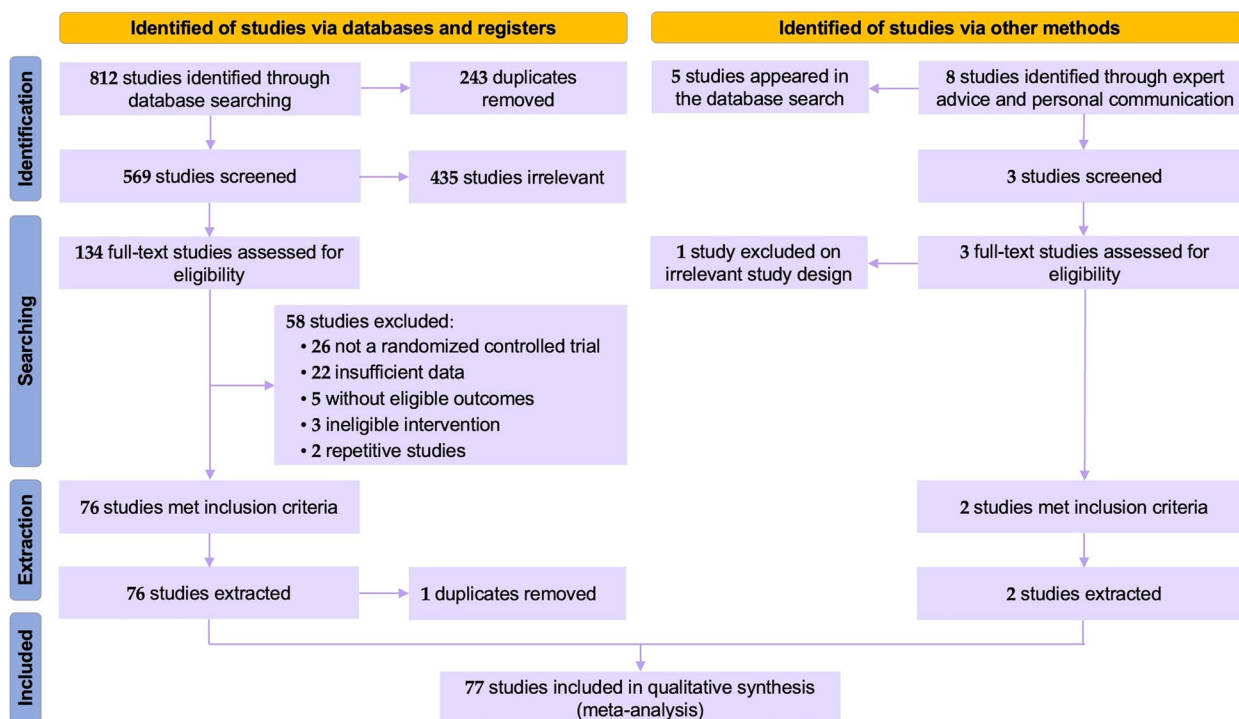 Identified of studies via databases and registers
Identified of studies via other methods
Identification
812 studies identified through
database searching
243 duplicates
removed
5 studies appeared in
the database search
8 studies identified through expert
advice and personal communication
569 studies screened
435 studies irrelevant
3 studies screened
Searching
134 full-text studies assessed for
eligibility
1 study excluded on
irrelevant study design
3 full-text studies assessed for
eligibility
58 studies excluded:
• 26 not a randomized controlled trial
• 22 insufficient data
• 5 without eligible outcomes
• 3 ineligible intervention
• 2 repetitive studies
Extraction
76 studies met inclusion criteria
2 studies met inclusion criteria
76 studies extracted
1 duplicates removed
2 studies extracted
Included
77 studies included in qualitative synthesis
(meta-analysis)